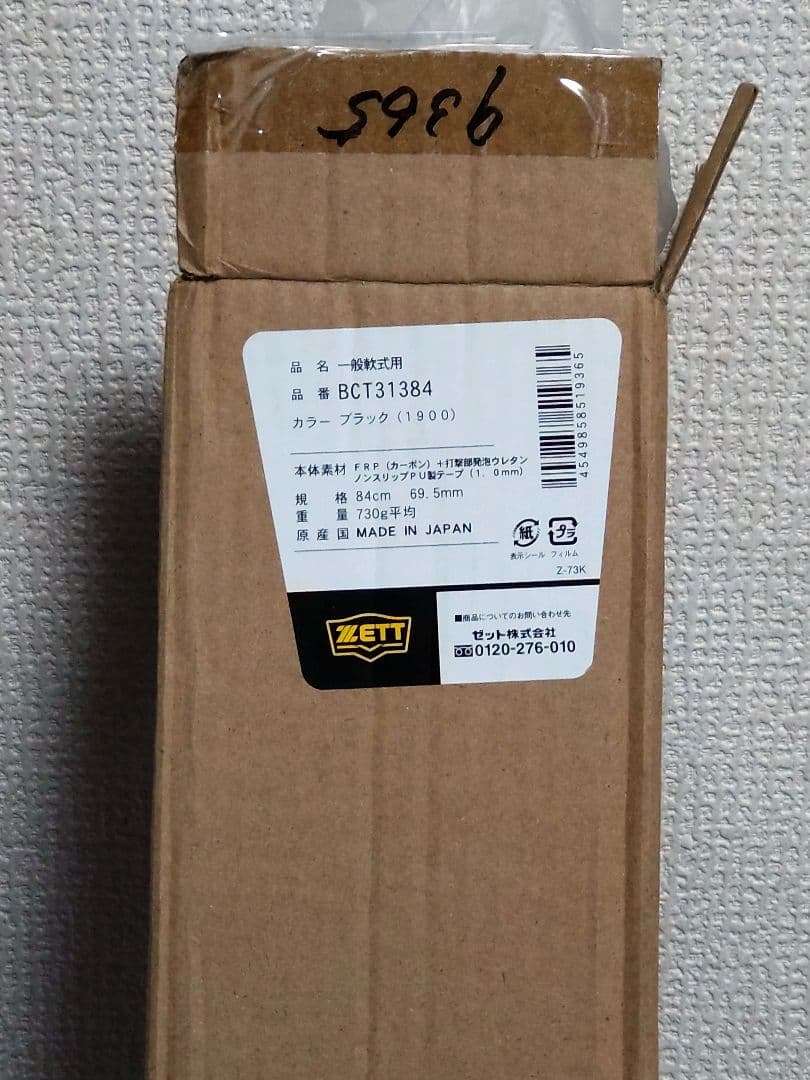 9365
品 名 一般軟式用
品 番 BCT31384
カラー ブラック（1900）
本体素材 ＦＲＰ（カーボン）＋打撃部発泡ウレタン
ノンスリップＰＵ製テープ（1．0mm）
規 格 84cm 69.5mm
重 量 730g平均
原 産 国 MADE IN JAPAN
4549858519365
紙 プラ
表示シール フィルム
Z-73K
ZETT
■商品についてのお問い合わせ先
ゼット株式会社
0120-276-010